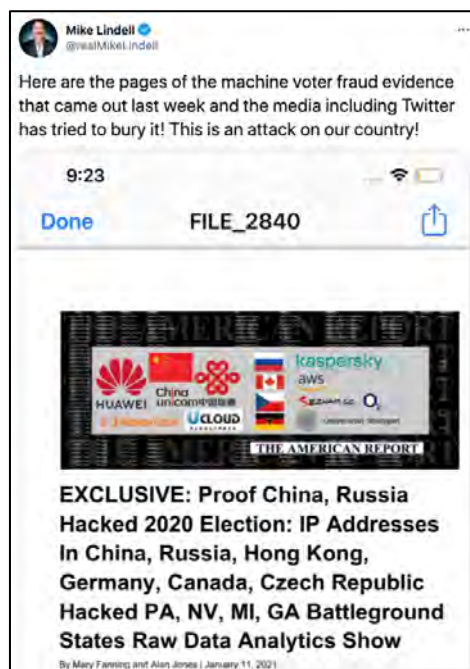 Mike Lindell
@realMikeLindell
Here are the pages of the machine voter fraud evidence
that came out last week and the media including Twitter
has tried to bury it! This is an attack on our country!
9:23
Done
FILE_2840
THE AMERICAN REPORT
HUAWEI
China
unicom中国联通
UCLOUD
kaspersky
aws
SEZNAM.CZ
O₂
THE AMERICAN REPORT
EXCLUSIVE: Proof China, Russia
Hacked 2020 Election: IP Addresses
In China, Russia, Hong Kong,
Germany, Canada, Czech Republic
Hacked PA, NV, MI, GA Battleground
States Raw Data Analytics Show
By Mary Fanning and Alan Jones | January 11, 2021